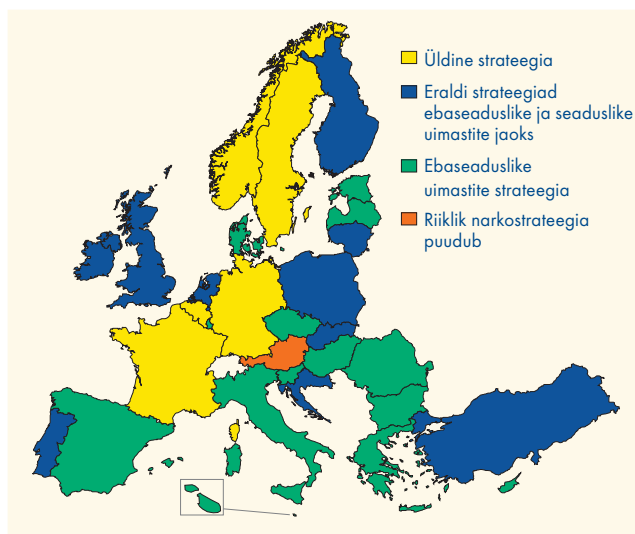 Üldine strateegia
Eraldi strateegiad
ebaseaduslike ja seaduslike
uimastite jaoks
Ebaseaduslike
uimastite strateegia
Riiklik narkostrateegia
puudub